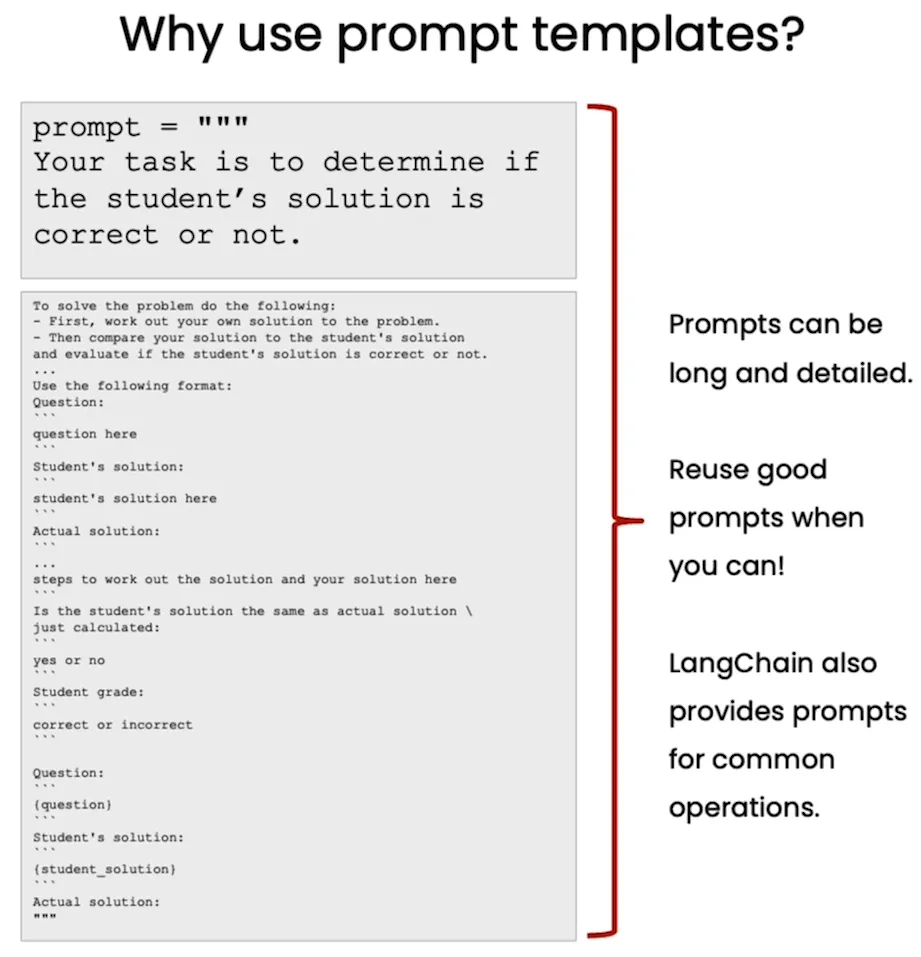 Why use prompt templates?
prompt = """
Your task is to determine if
the student’s solution is
correct or not.
To solve the problem do the following:
- First, work out your own solution to the problem.
- Then compare your solution to the student's solution
and evaluate if the student's solution is correct or not.
...
Use the following format:
Question:
```
question here
```
Student's solution:
```
student's solution here
```
Actual solution:
```
...
steps to work out the solution and your solution here
```
Is the student's solution the same as actual solution \
just calculated:
```
yes or no
```
Student grade:
```
correct or incorrect
```
Question:
```
{question}
```
Student's solution:
```
{student_solution}
```
Actual solution:
"""
Prompts can be
long and detailed.
Reuse good
prompts when
you can!
LangChain also
provides prompts
for common
operations.